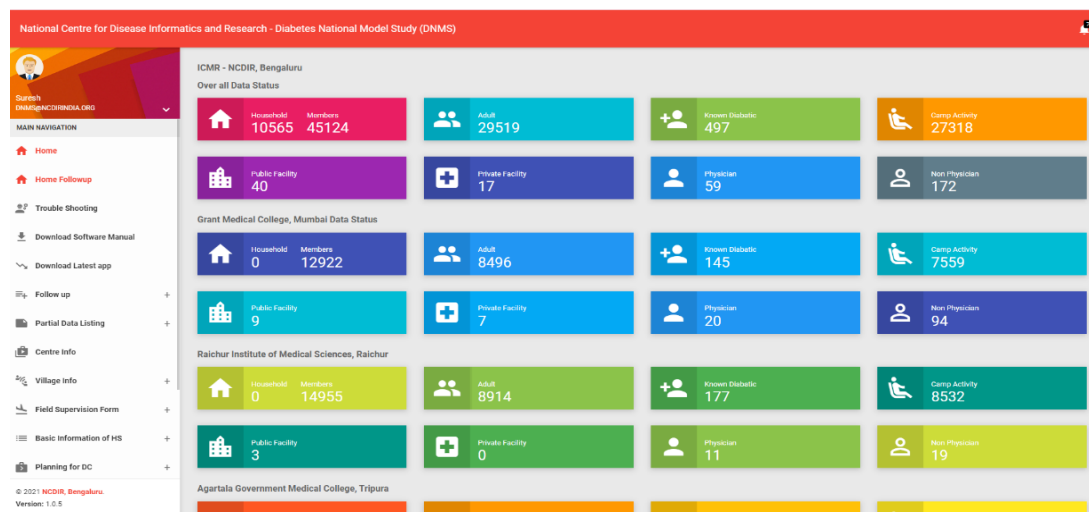 National Centre for Disease Informatics and Research - Diabetes National Model Study (DNMS)
Suresh
DNMS@NCDIRINDIA.ORG
MAIN NAVIGATION
Home
Home Followup
Trouble Shooting
Download Software Manual
Download Latest app
Follow up +
Partial Data Listing +
Centre Info
Village Info +
Field Supervision Form +
Basic Information of HS +
Planning for DC +
© 2021 NCDIR, Bengaluru.
Version: 1.0.5
ICMR - NCDIR, Bengaluru
Over all Data Status
Household Members
10565 45124
Adult
29519
Known Diabatic
497
Camp Activity
27318
Public Facility
40
Private Facility
17
Physician
59
Non Physician
172
Grant Medical College, Mumbai Data Status
Household Members
0 12922
Adult
8496
Known Diabatic
145
Camp Activity
7559
Public Facility
9
Private Facility
7
Physician
20
Non Physician
94
Raichur Institute of Medical Sciences, Raichur
Household Members
0 14955
Adult
8914
Known Diabatic
177
Camp Activity
8532
Public Facility
3
Private Facility
0
Physician
11
Non Physician
19
Agartala Government Medical College, Tripura